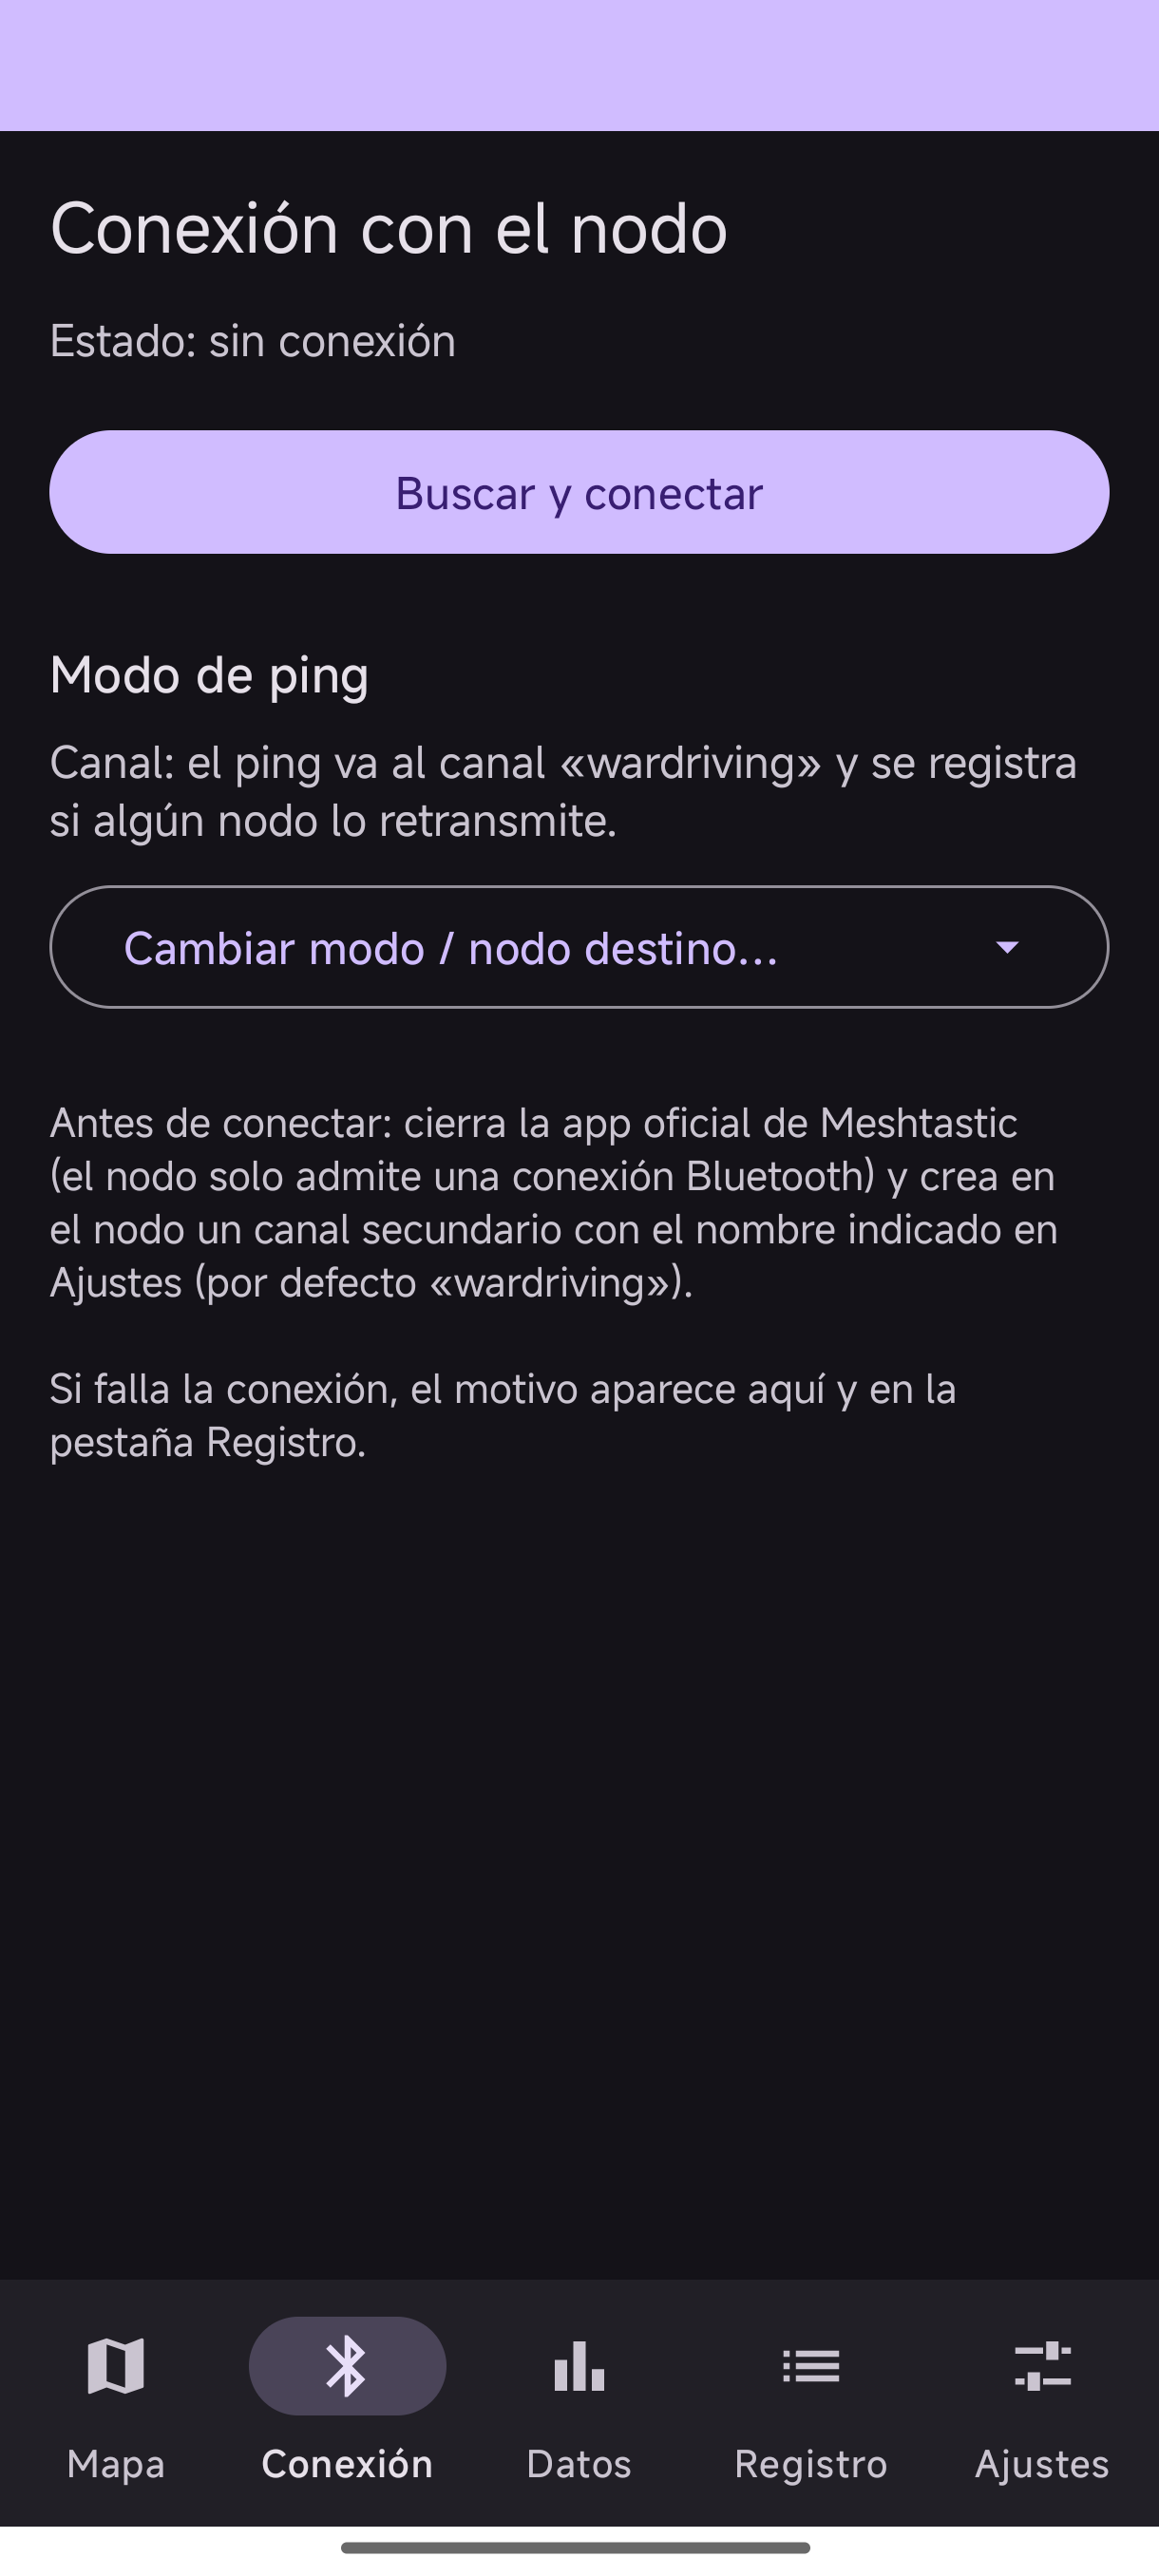 Conexión con el nodo
Estado: sin conexión
Buscar y conectar
Modo de ping
Canal: el ping va al canal «wardriving» y se registra
si algún nodo lo retransmite.
Cambiar modo / nodo destino...
Antes de conectar: cierra la app oficial de Meshtastic
(el nodo solo admite una conexión Bluetooth) y crea en
el nodo un canal secundario con el nombre indicado en
Ajustes (por defecto «wardriving»).
Si falla la conexión, el motivo aparece aquí y en la
pestaña Registro.
Mapa
Conexión
Datos
Registro
Ajustes